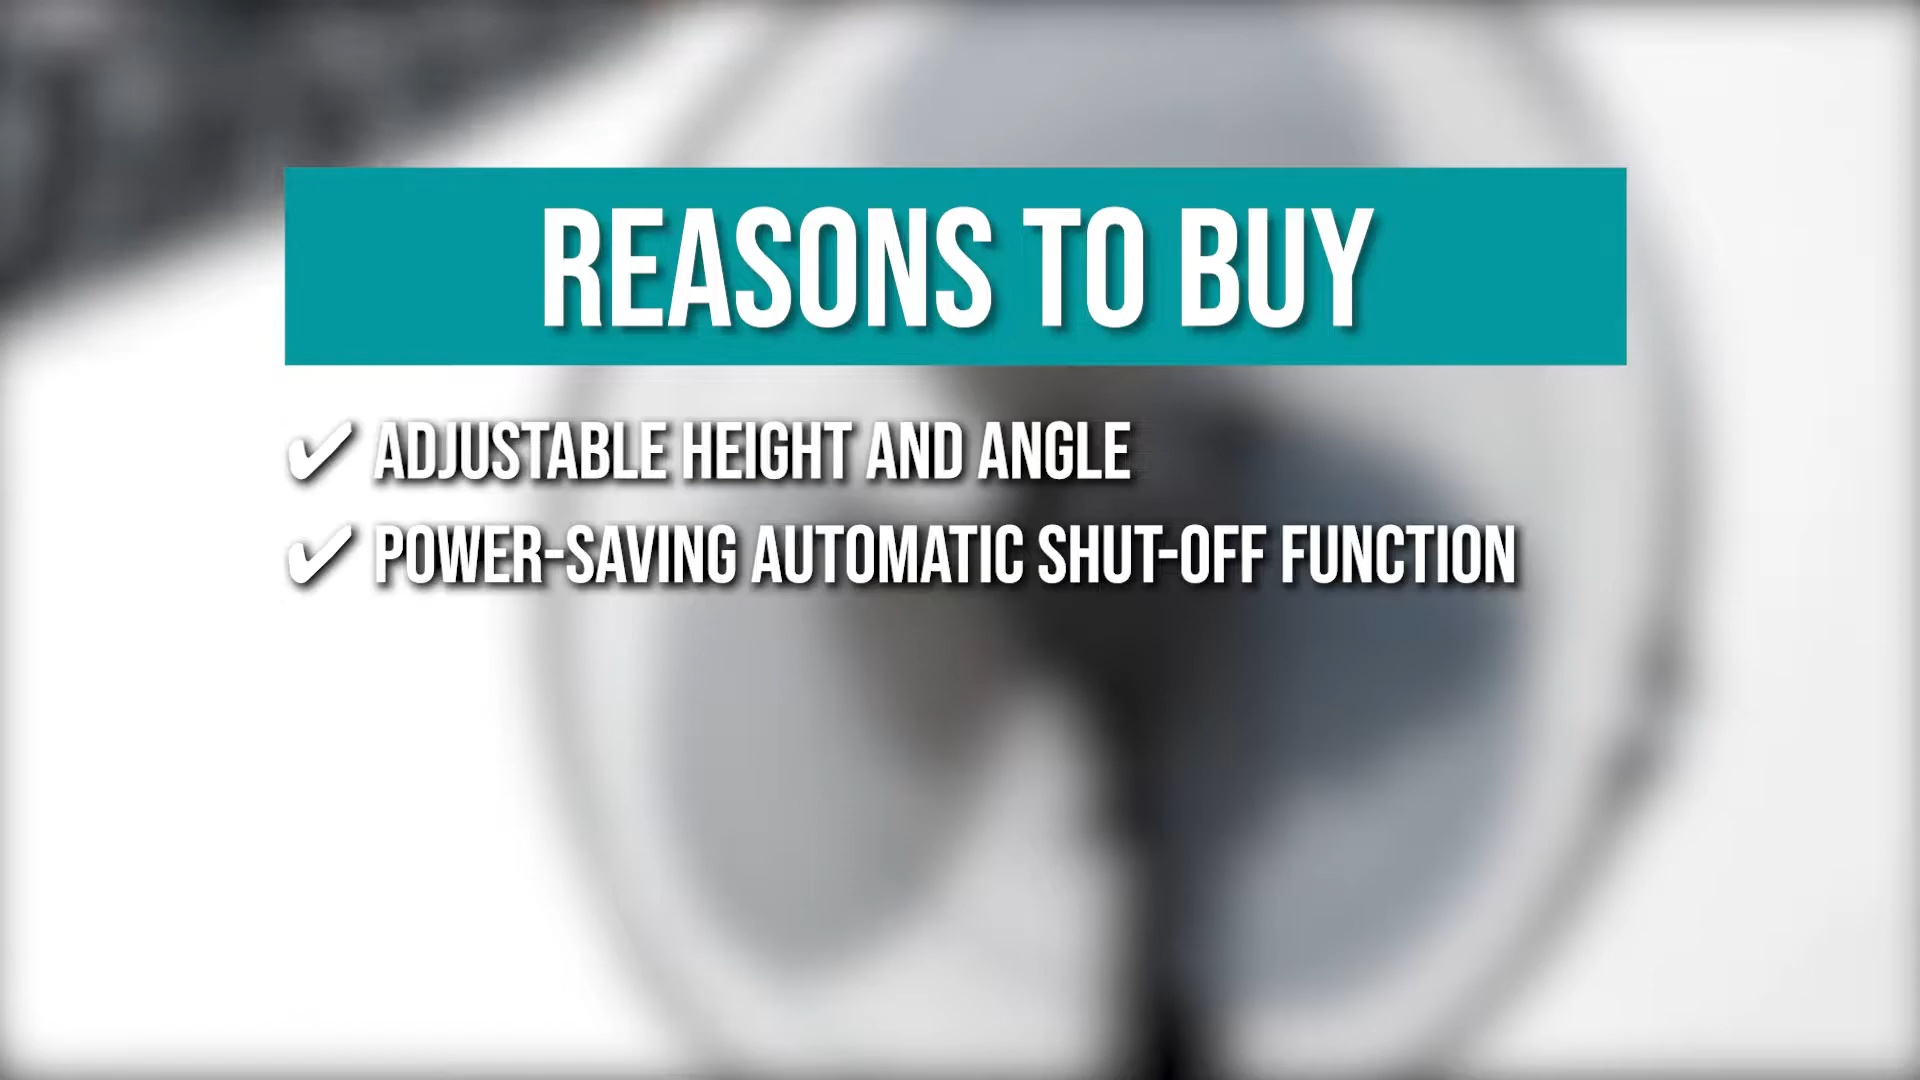 REASONS TO BUY
✔ ADJUSTABLE HEIGHT AND ANGLE
✔ POWER-SAVING AUTOMATIC SHUT-OFF FUNCTION